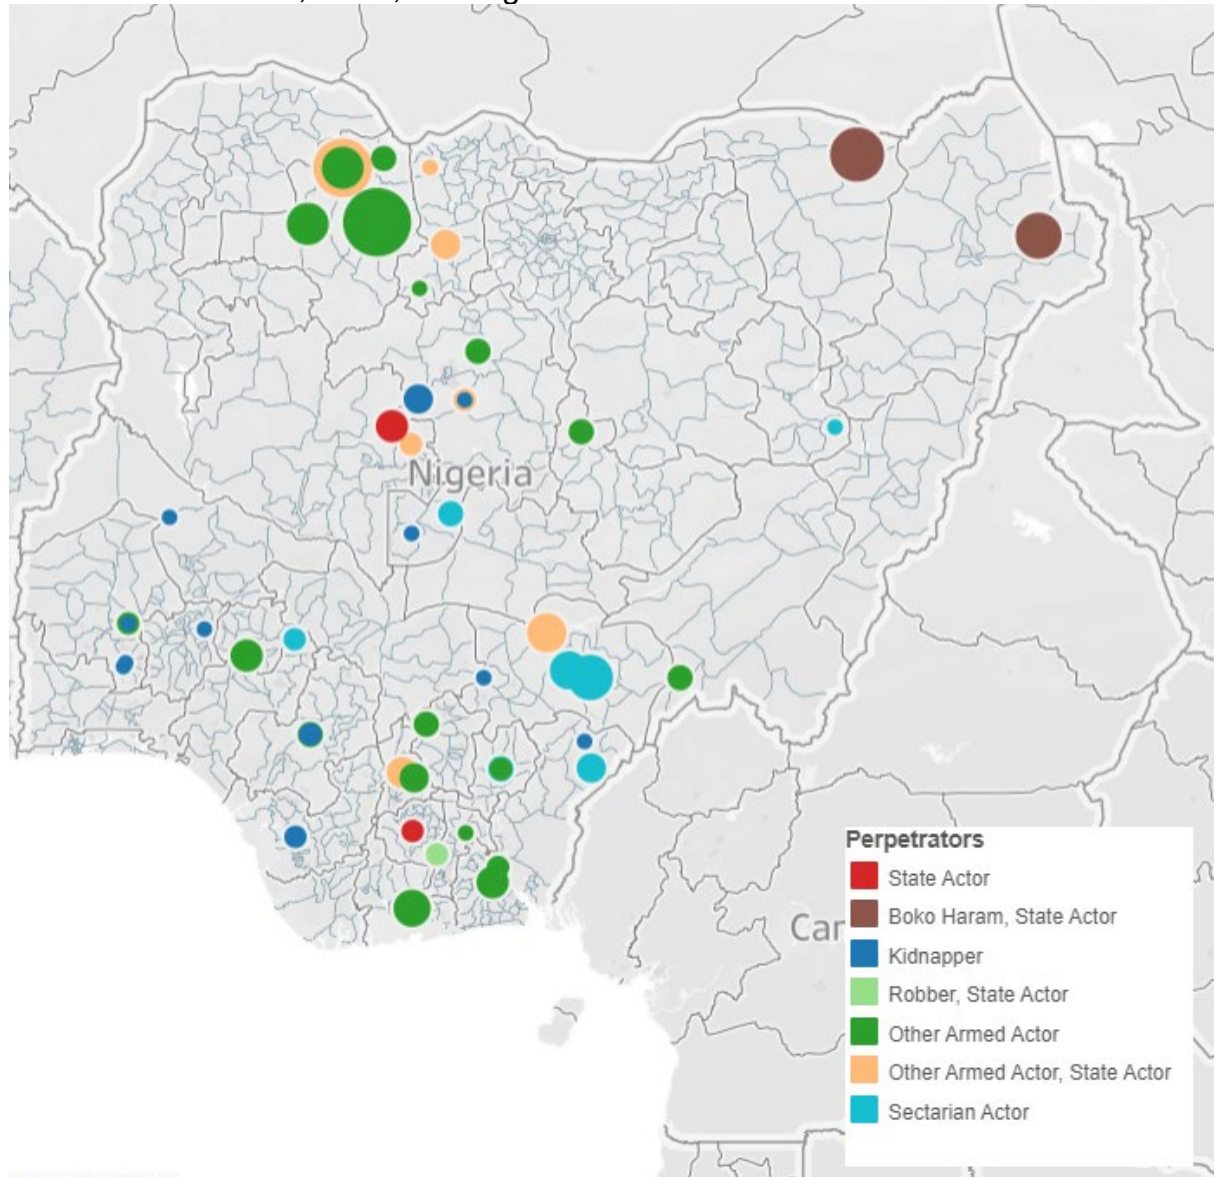 Nigeria
Perpetrators
State Actor
Boko Haram, State Actor
Kidnapper
Robber, State Actor
Other Armed Actor
Other Armed Actor, State Actor
Sectarian Actor